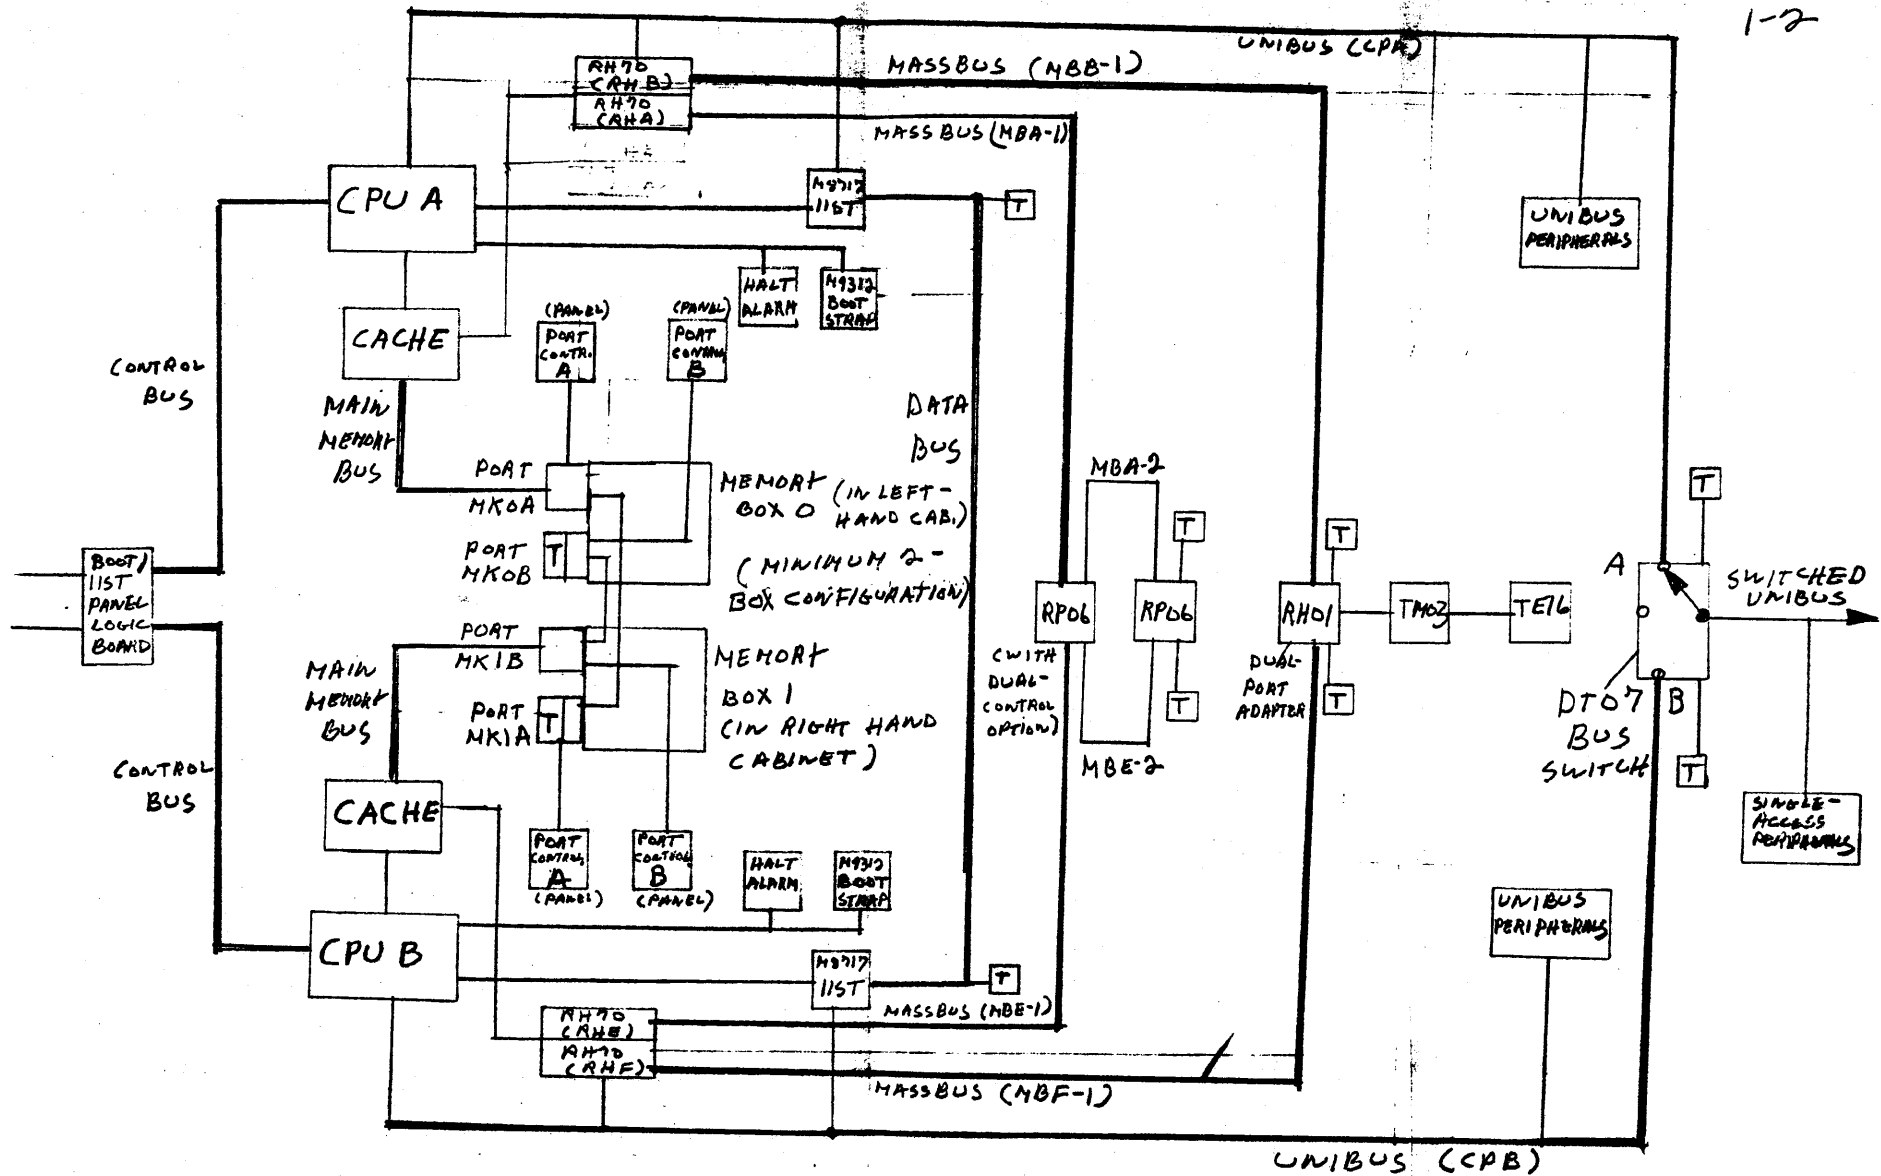 1-2
UNIBUS (CPA)
MASSBUS (MBB-1)
RH70
(RHB)
RH70
(RHA)
MASSBUS (MBA-1)
CPU A
M8717
IIST
T
UNIBUS
PERIPHERALS
HALT
ALARM
M9312
BOOT
STRAP
CACHE
(PANEL)
PORT
CONTROL
A
(PANEL)
PORT
CONTROL
B
CONTROL
BUS
MAIN
MEMORY
BUS
DATA
BUS
PORT
MK0A
MEMORY
BOX 0 (IN LEFT-
HAND CAB.)
MBA-2
T
PORT
MK0B
T
(MINIMUM 2-
BOX CONFIGURATION)
T
T
BOOT/
IIST
PANEL
LOGIC
BOARD
RP06
RP06
RH01
TM03
TE16
A
SWITCHED
UNIBUS
PORT
MK1B
MEMORY
BOX 1
(IN RIGHT HAND
CABINET)
PORT
MK1A
T
(WITH
DUAL-
CONTROL
OPTION)
T
DUAL-
PORT
ADAPTER
T
DT07
BUS
SWITCH
B
T
MAIN
MEMORY
BUS
MBE-2
CONTROL
BUS
CACHE
PORT
CONTROL
A
(PANEL)
PORT
CONTROL
B
(PANEL)
HALT
ALARM
M9312
BOOT
STRAP
SINGLE-
ACCESS
PERIPHERALS
UNIBUS
PERIPHERALS
CPU B
M8717
IIST
T
MASSBUS (MBE-1)
RH70
(RHE)
RH70
(RHF)
MASSBUS (MBF-1)
UNIBUS (CPB)